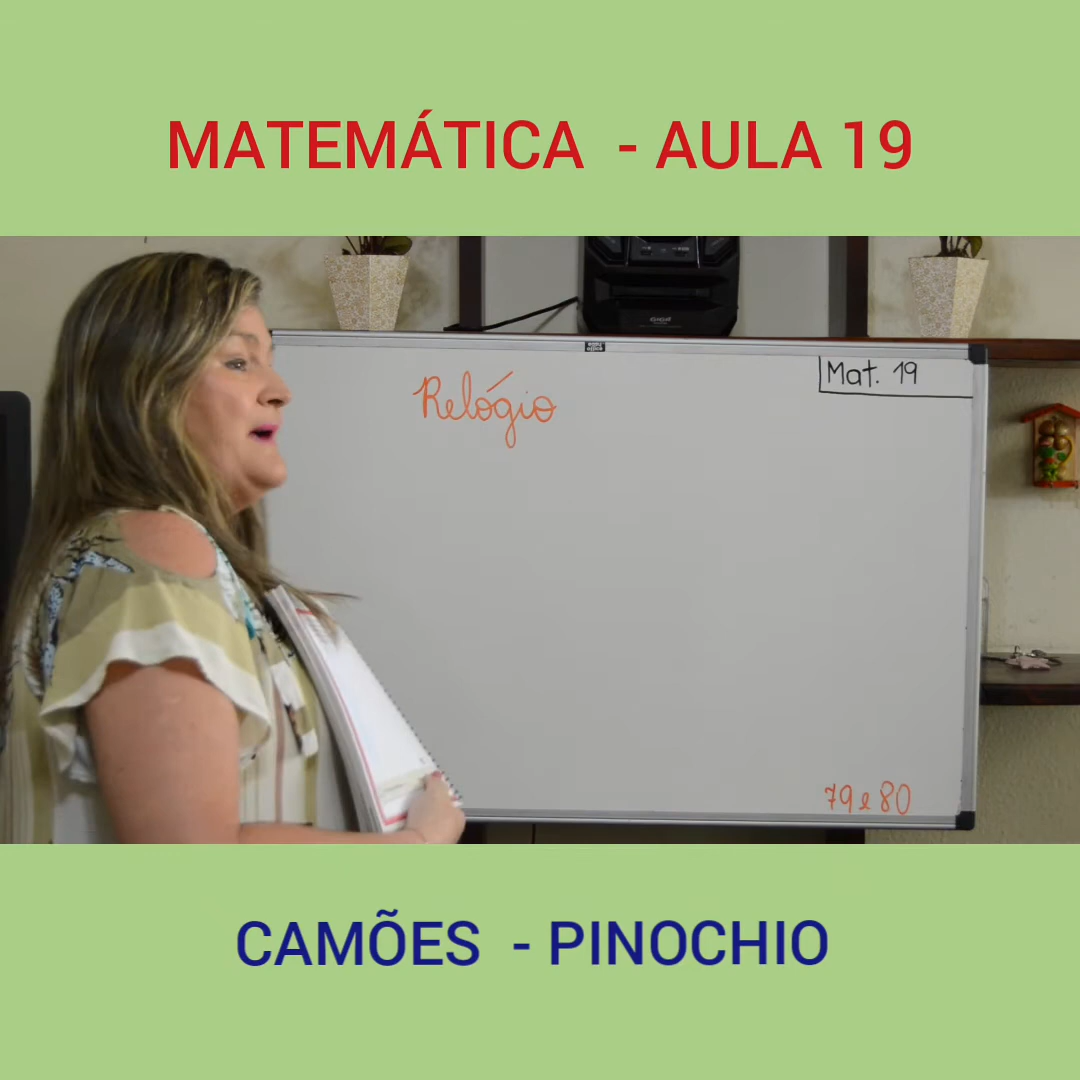 MATEMÁTICA - AULA 19
Mat. 19
Relógio
79 e 80
CAMÕES - PINOCHIO